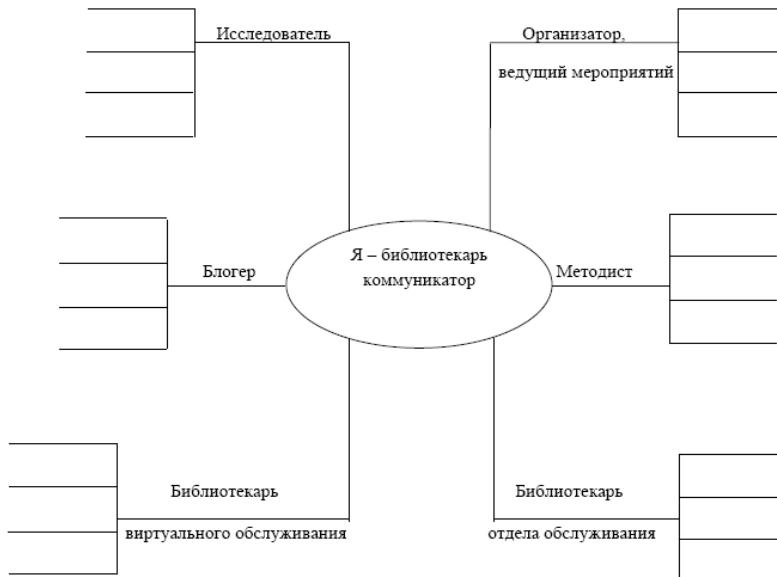 Исследователь
Организатор,
ведущий мероприятий
Я – библиотекарь
коммуникатор
Блогер
Методист
Библиотекарь
виртуального обслуживания
Библиотекарь
отдела обслуживания